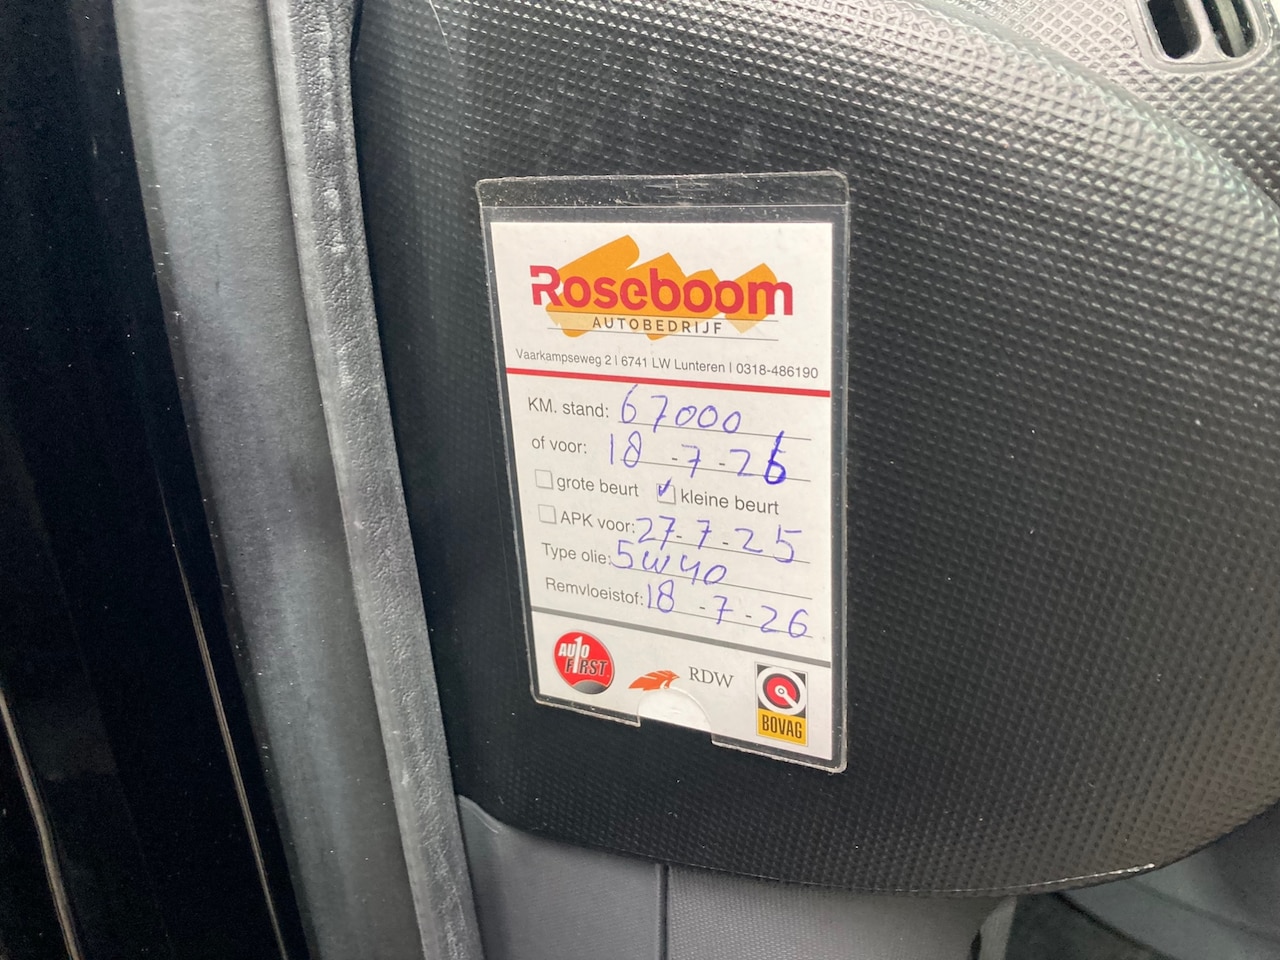 Roseboom
AUTOBEDRIJF
Vaarkampseweg 2 | 6741 LW Lunteren | 0318-486190
KM. stand: 67000
of voor: 18-7-26
grote beurt kleine beurt
APK voor: 27-7-25
Type olie: 5W40
Remvloeistof: 18-7-26
AUTO FIRST
RDW
BOVAG